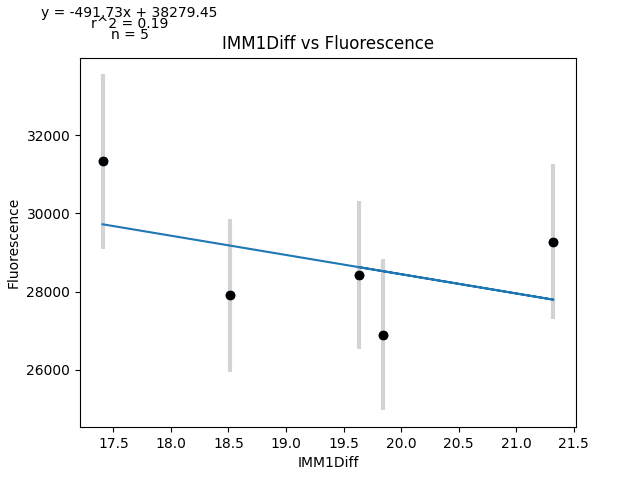 y = -491.73x + 38279.45
r^2 = 0.19
n = 5
IMM1Diff vs Fluorescence
Fluorescence
32000
30000
28000
26000
17.5 18.0 18.5 19.0 19.5 20.0 20.5 21.0 21.5
IMM1Diff